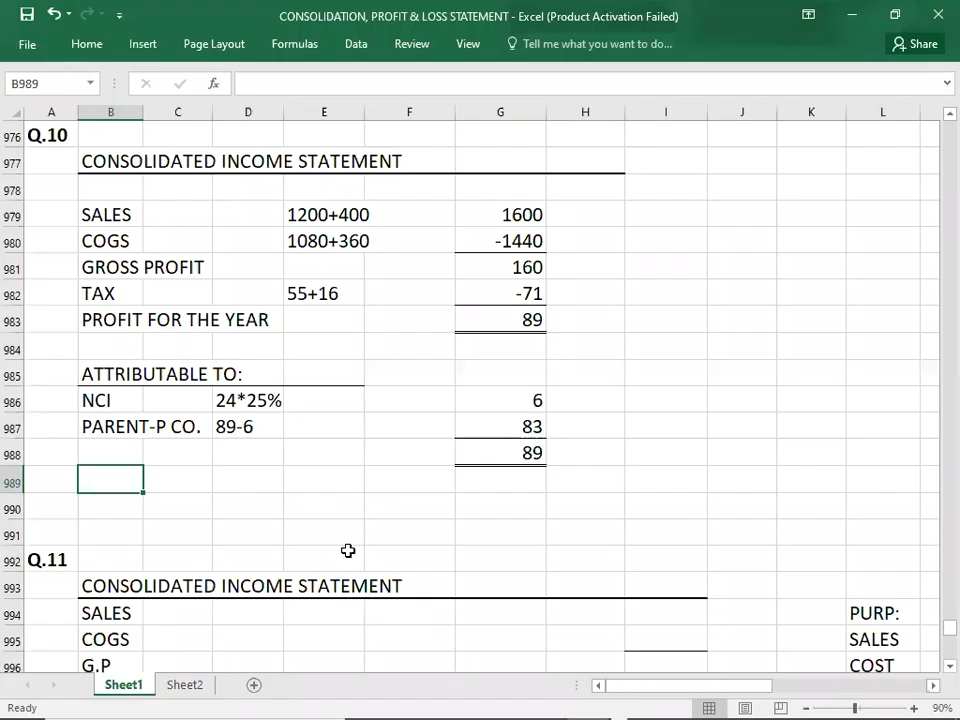 CONSOLIDATION, PROFIT & LOSS STATEMENT - Excel (Product Activation Failed)
File Home Insert Page Layout Formulas Data Review View Tell me what you want to do... Share
B989 fx
A B C D E F G H I J K L
976 Q.10
977 CONSOLIDATED INCOME STATEMENT
978
979 SALES 1200+400 1600
980 COGS 1080+360 -1440
981 GROSS PROFIT 160
982 TAX 55+16 -71
983 PROFIT FOR THE YEAR 89
984
985 ATTRIBUTABLE TO:
986 NCI 24*25% 6
987 PARENT-P CO. 89-6 83
988 89
989
990
991
992 Q.11
993 CONSOLIDATED INCOME STATEMENT
994 SALES PURP:
995 COGS SALES
996 G.P COST
Sheet1 Sheet2
Ready 90%